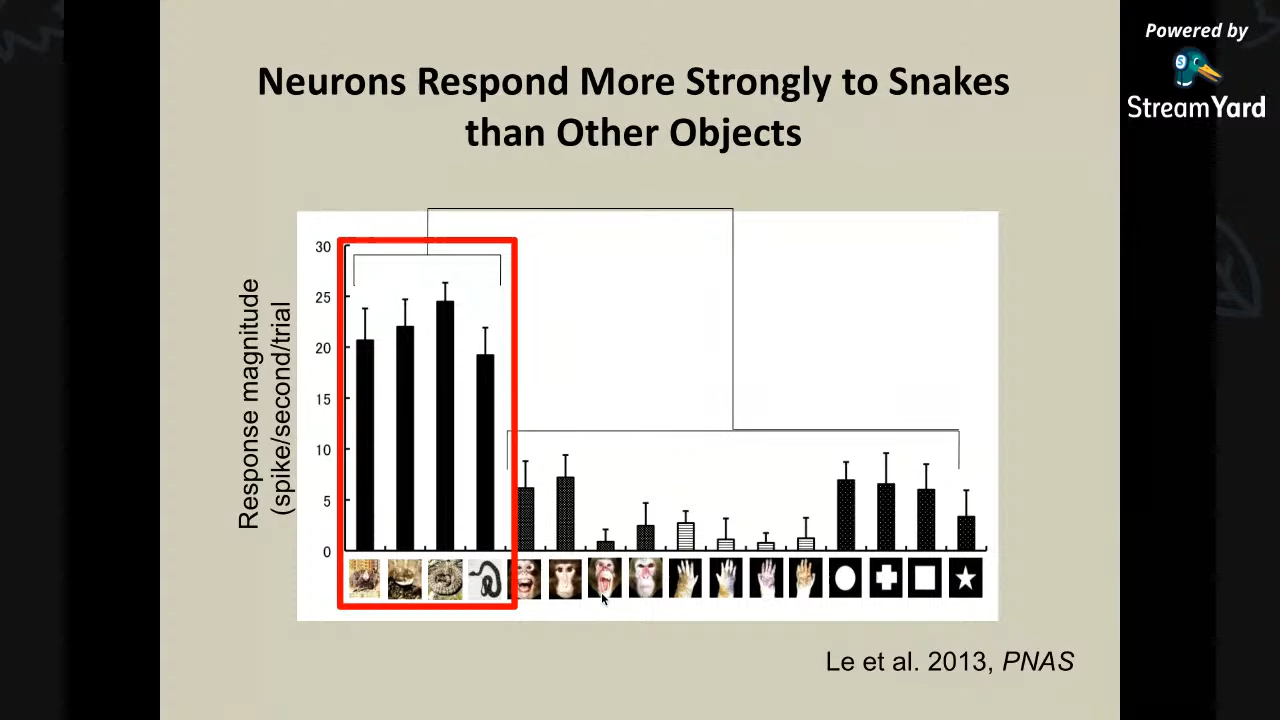 Powered by
StreamYard
Neurons Respond More Strongly to Snakes
than Other Objects
Response magnitude
(spike/second/trial
30
25
20
15
10
5
0
Le et al. 2013, PNAS